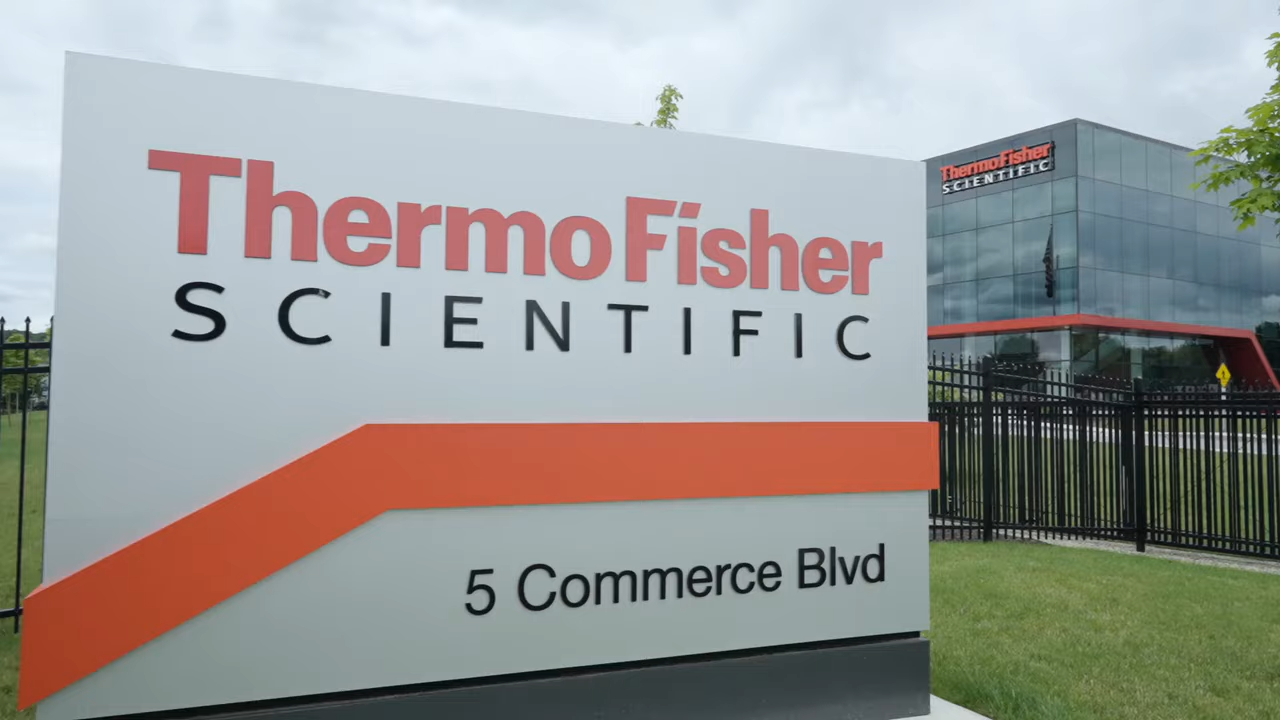 ThermoFisher
SCIENTIFIC
5 Commerce Blvd
ThermoFisher
SCIENTIFIC